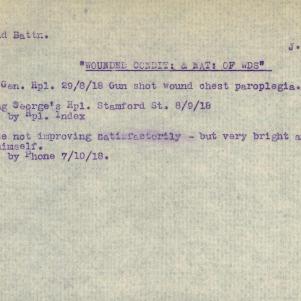 d Battn.
J.
"WOUNDED CONDIT: & NAT: OF WDS"
Gen. Hpl. 29/8/18 Gun shot wound chest paroplegia.
g George's Hpl. Stamford St. 8/9/18
by Hpl. Index
e not improving satisfactorily - but very bright a
imself.
by Phone 7/10/18.